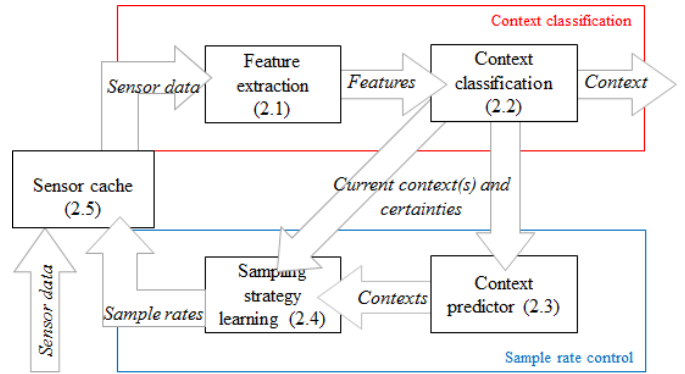 Context classification
Sensor data
Feature
extraction
(2.1)
Features
Context
classification
(2.2)
Context
Sensor cache
(2.5)
Current context(s) and
certainties
Sensor data
Sample rates
Sampling
strategy
learning (2.4)
Contexts
Context
predictor (2.3)
Sample rate control